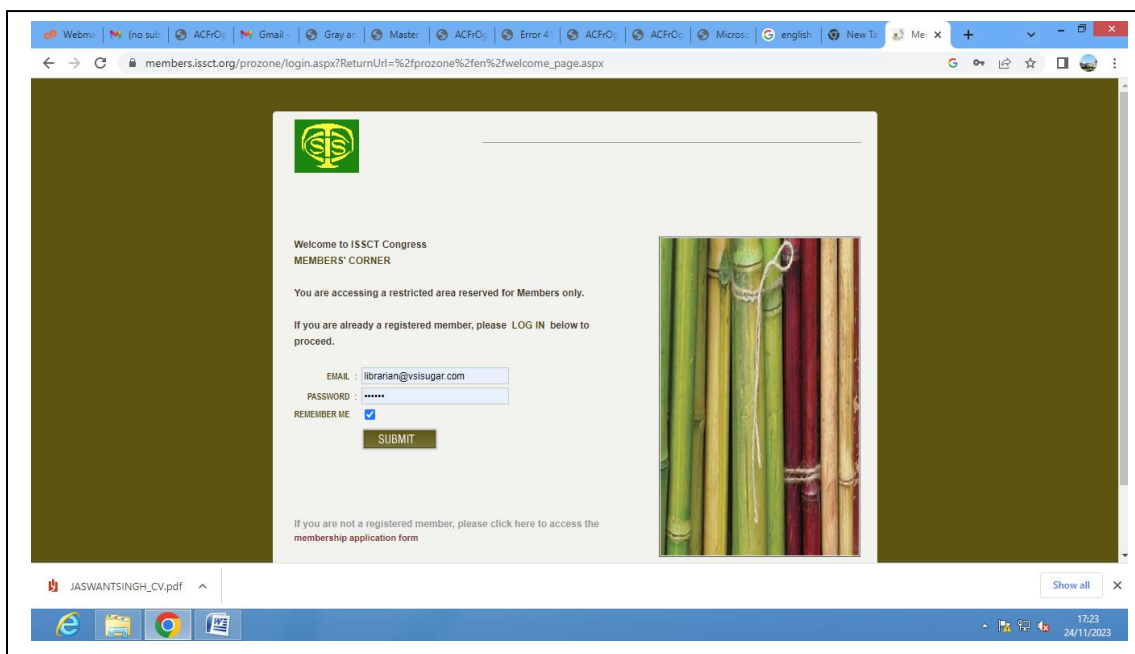 Webma
(no sub
ACFrOg
Gmail -
Gray an
Master
ACFrOg
Error 4
ACFrOg
ACFrOg
Microsc
english
New Ta
Me
members.issct.org/prozone/login.aspx?ReturnUrl=%2fprozone%2fen%2fwelcome_page.aspx
Welcome to ISSCT Congress
MEMBERS' CORNER
You are accessing a restricted area reserved for Members only.
If you are already a registered member, please LOG IN below to
proceed.
EMAIL : librarian@vsisugar.com
PASSWORD : ••••••
REMEMBER ME
SUBMIT
If you are not a registered member, please click here to access the
membership application form
JASWANTSINGH_CV.pdf
Show all
17:23
24/11/2023